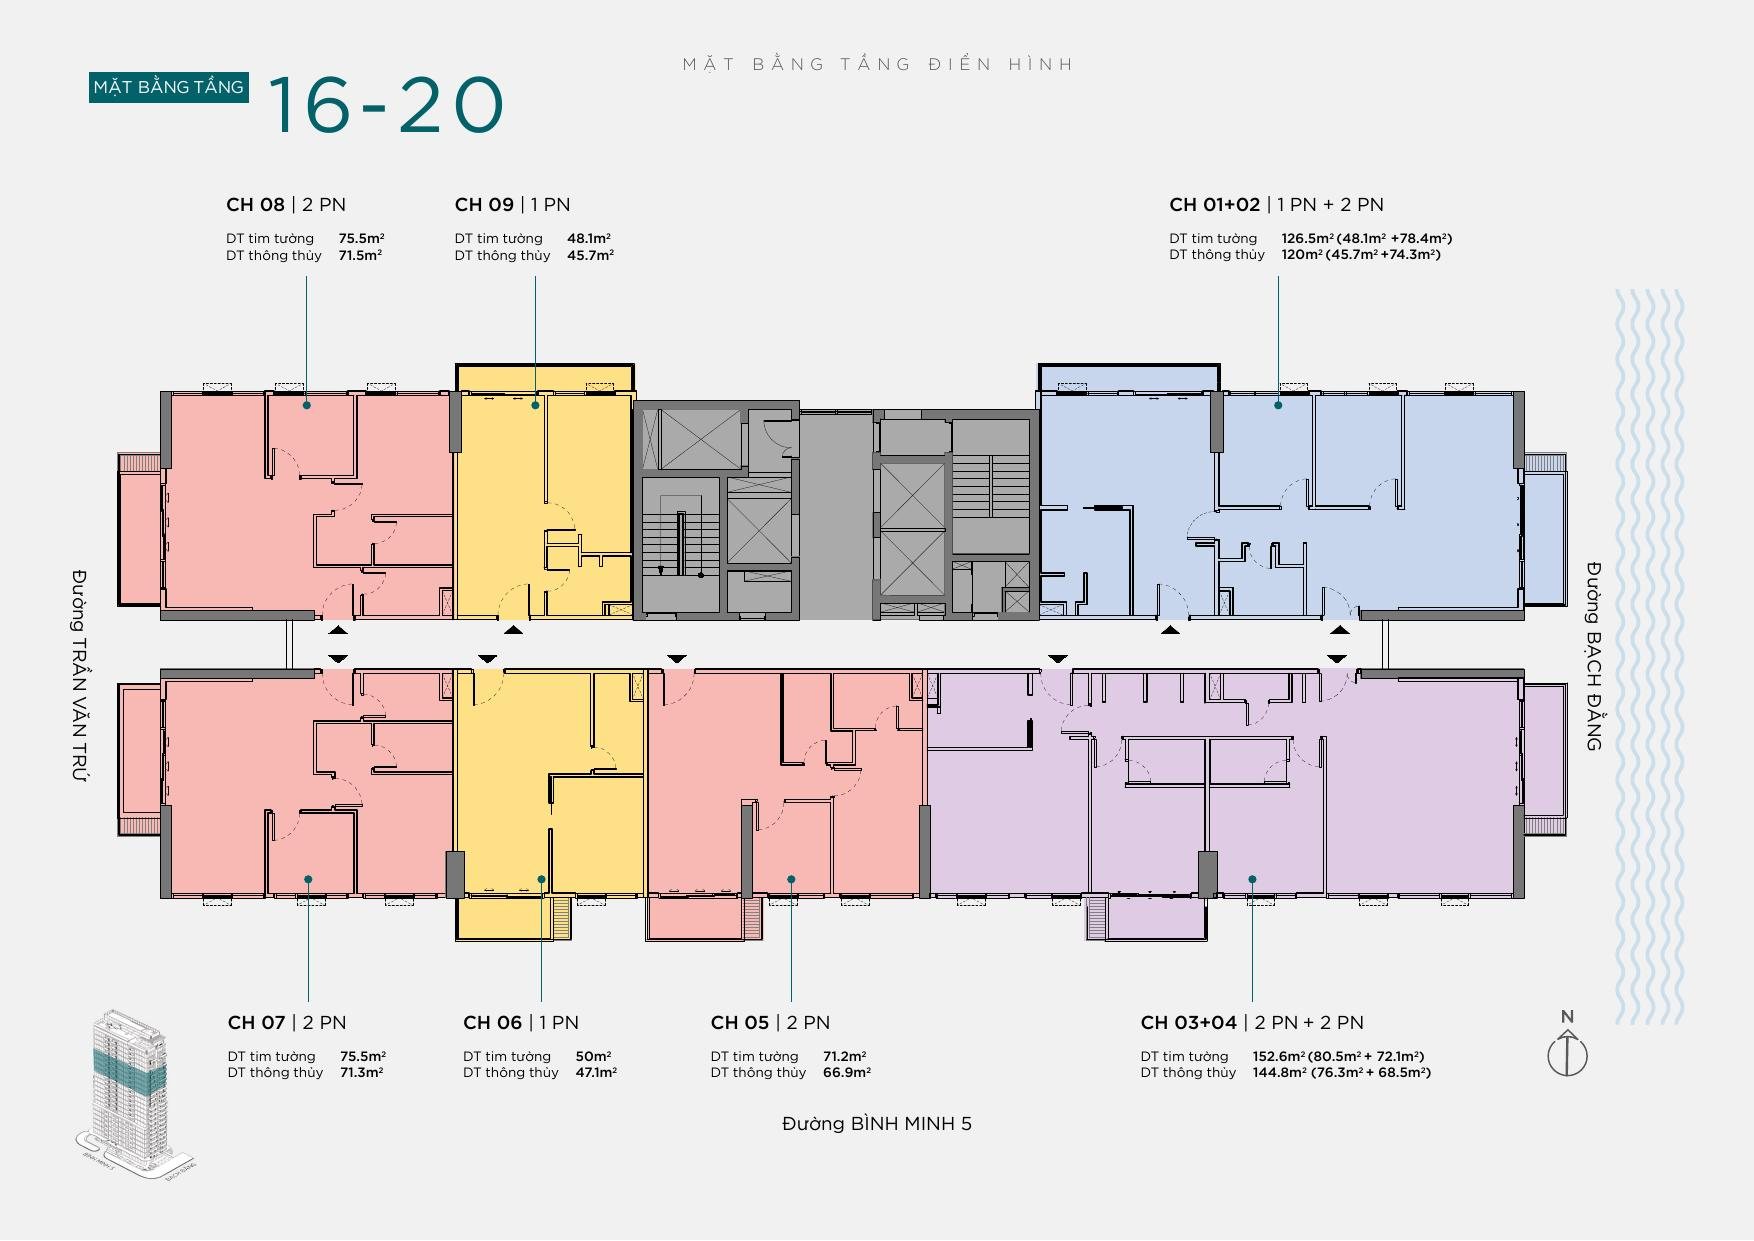 MẶT BẰNG TẦNG ĐIỂN HÌNH
MẶT BẰNG TẦNG 16-20
CH 08 | 2 PN
DT tim tường 75.5m²
DT thông thủy 71.5m²
CH 09 | 1 PN
DT tim tường 48.1m²
DT thông thủy 45.7m²
CH 01+02 | 1 PN + 2 PN
DT tim tường 126.5m² (48.1m² +78.4m²)
DT thông thủy 120m² (45.7m² +74.3m²)
Đường TRẦN VĂN TRỨ
Đường BẠCH ĐẰNG
CH 07 | 2 PN
DT tim tường 75.5m²
DT thông thủy 71.3m²
CH 06 | 1 PN
DT tim tường 50m²
DT thông thủy 47.1m²
CH 05 | 2 PN
DT tim tường 71.2m²
DT thông thủy 66.9m²
CH 03+04 | 2 PN + 2 PN
DT tim tường 152.6m² (80.5m² + 72.1m²)
DT thông thủy 144.8m² (76.3m² + 68.5m²)
N
Đường BÌNH MINH 5
BÌNH MINH 5
BẠCH ĐẰNG